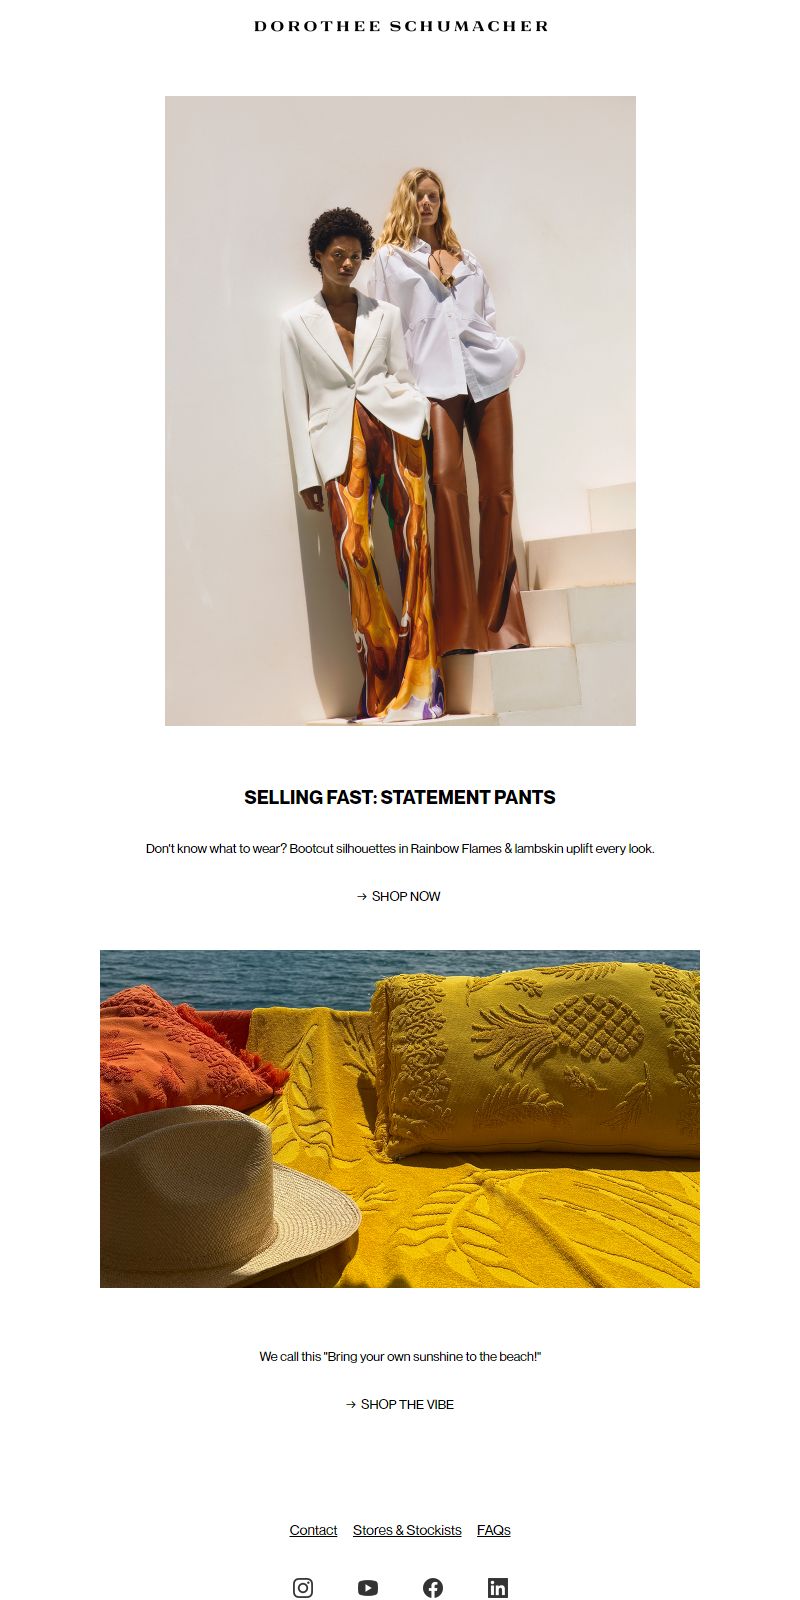 DOROTHEE SCHUMACHER
SELLING FAST: STATEMENT PANTS
Don't know what to wear? Bootcut silhouettes in Rainbow Flames & lambskin uplift every look.
→ SHOP NOW
We call this "Bring your own sunshine to the beach!"
→ SHOP THE VIBE
Contact Stores & Stockists FAQs